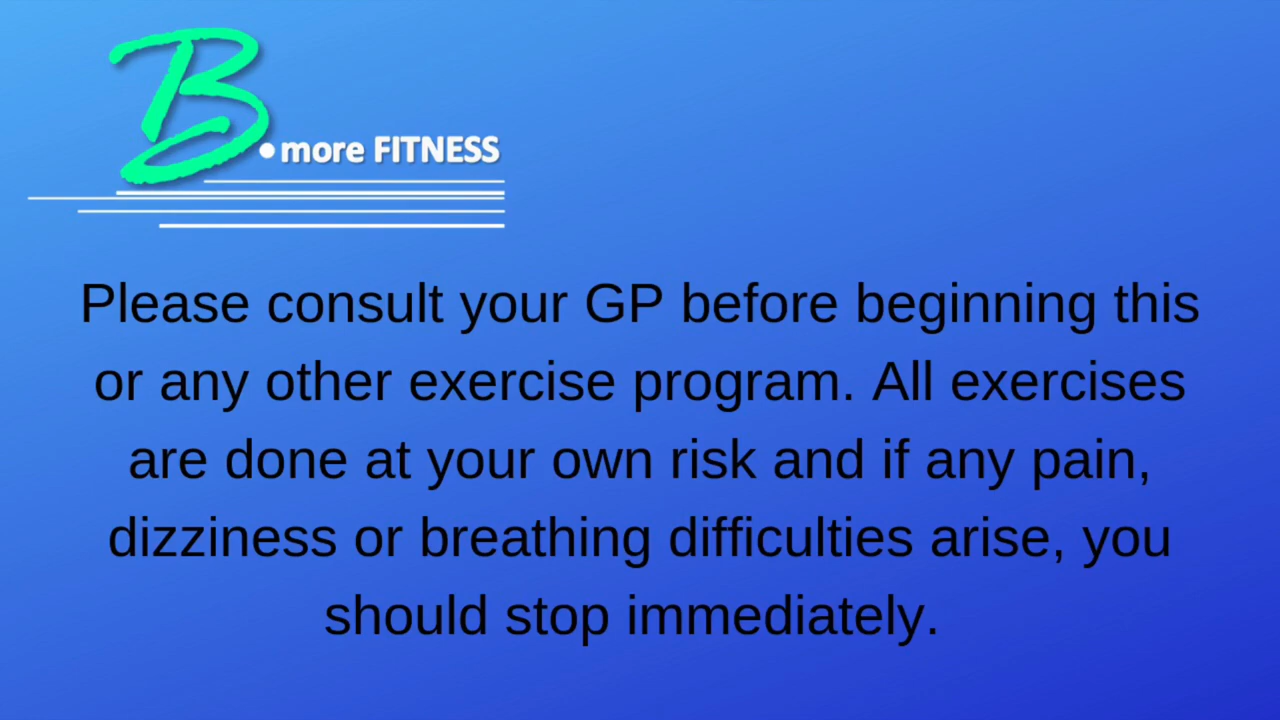 B.more FITNESS
Please consult your GP before beginning this
or any other exercise program. All exercises
are done at your own risk and if any pain,
dizziness or breathing difficulties arise, you
should stop immediately.